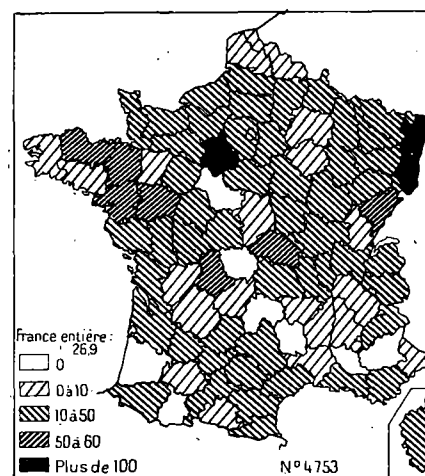 France entière :
26,9
0
0 à 10
10 à 50
50 à 60
Plus de 100
N° 4753